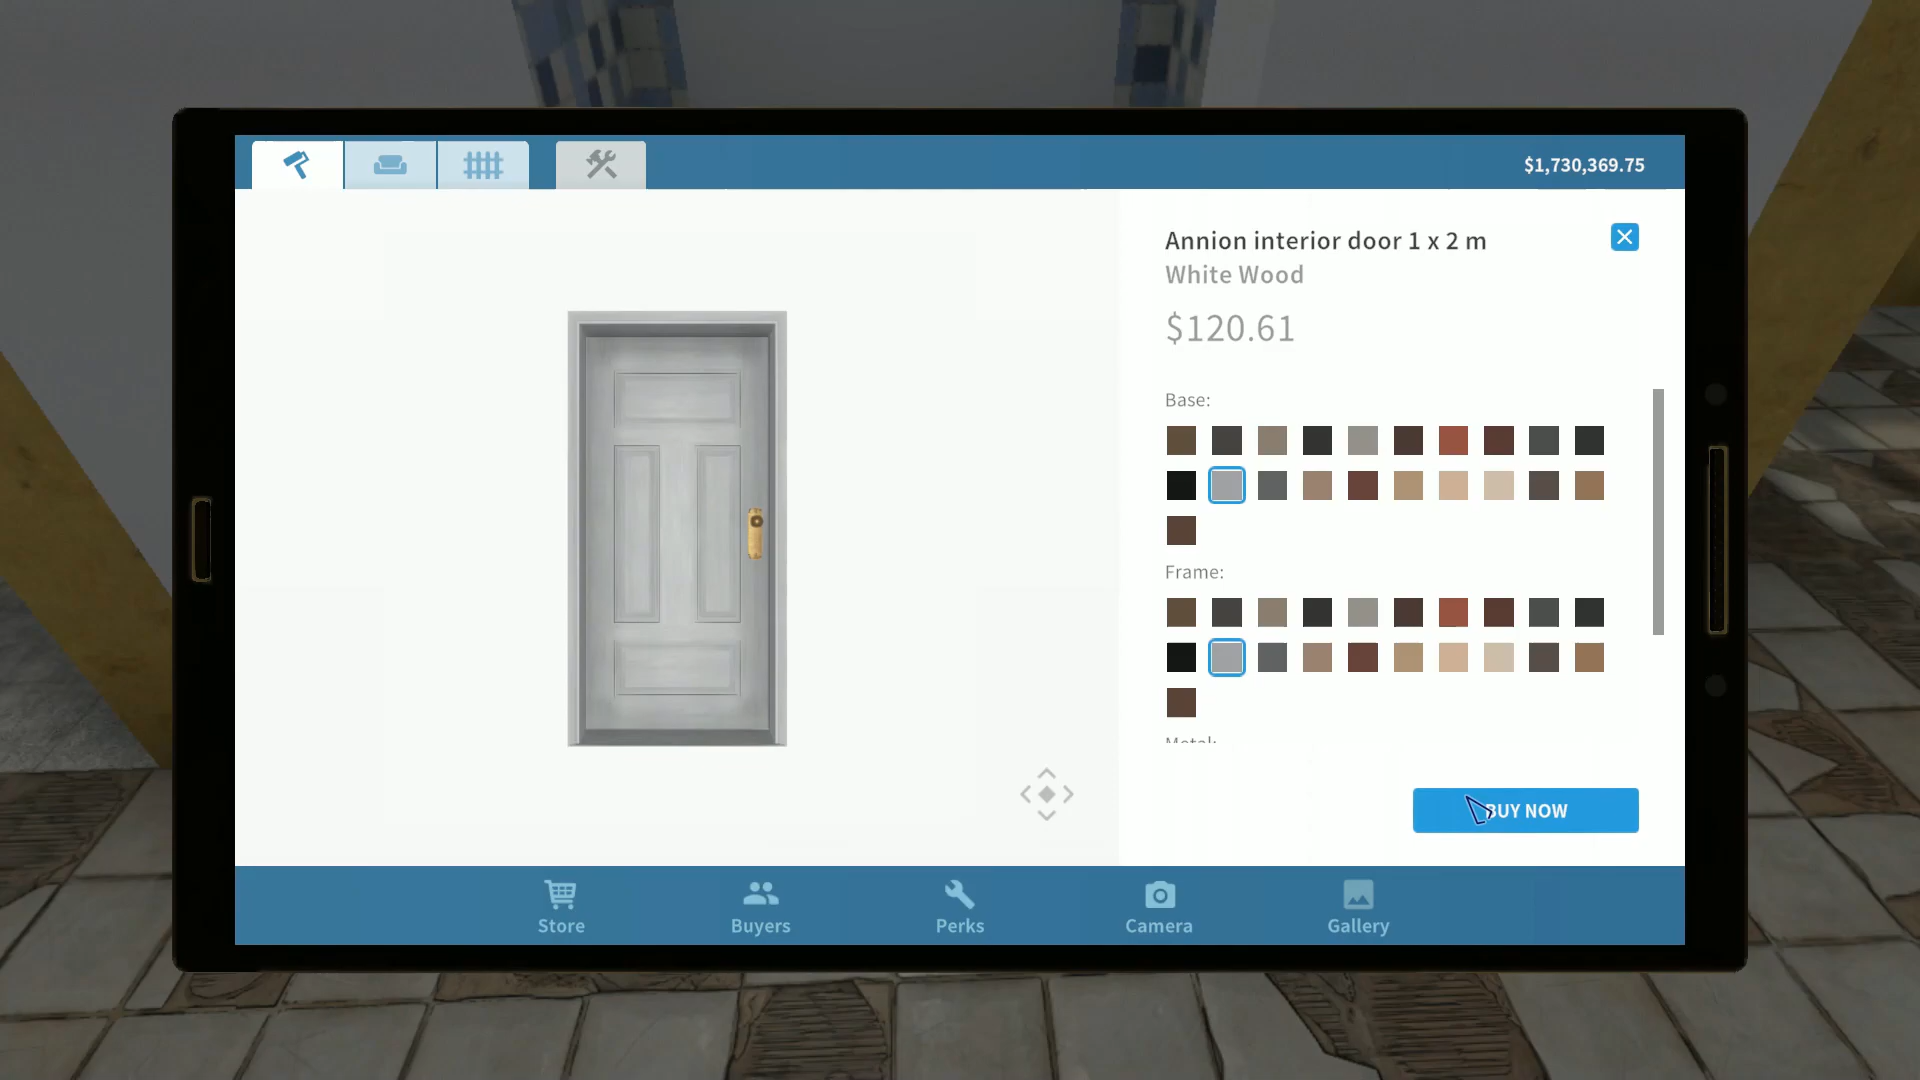 $1,730,369.75
Annion interior door 1 x 2 m
White Wood
$120.61
Base:
Frame:
Metal:
BUY NOW
Store
Buyers
Perks
Camera
Gallery